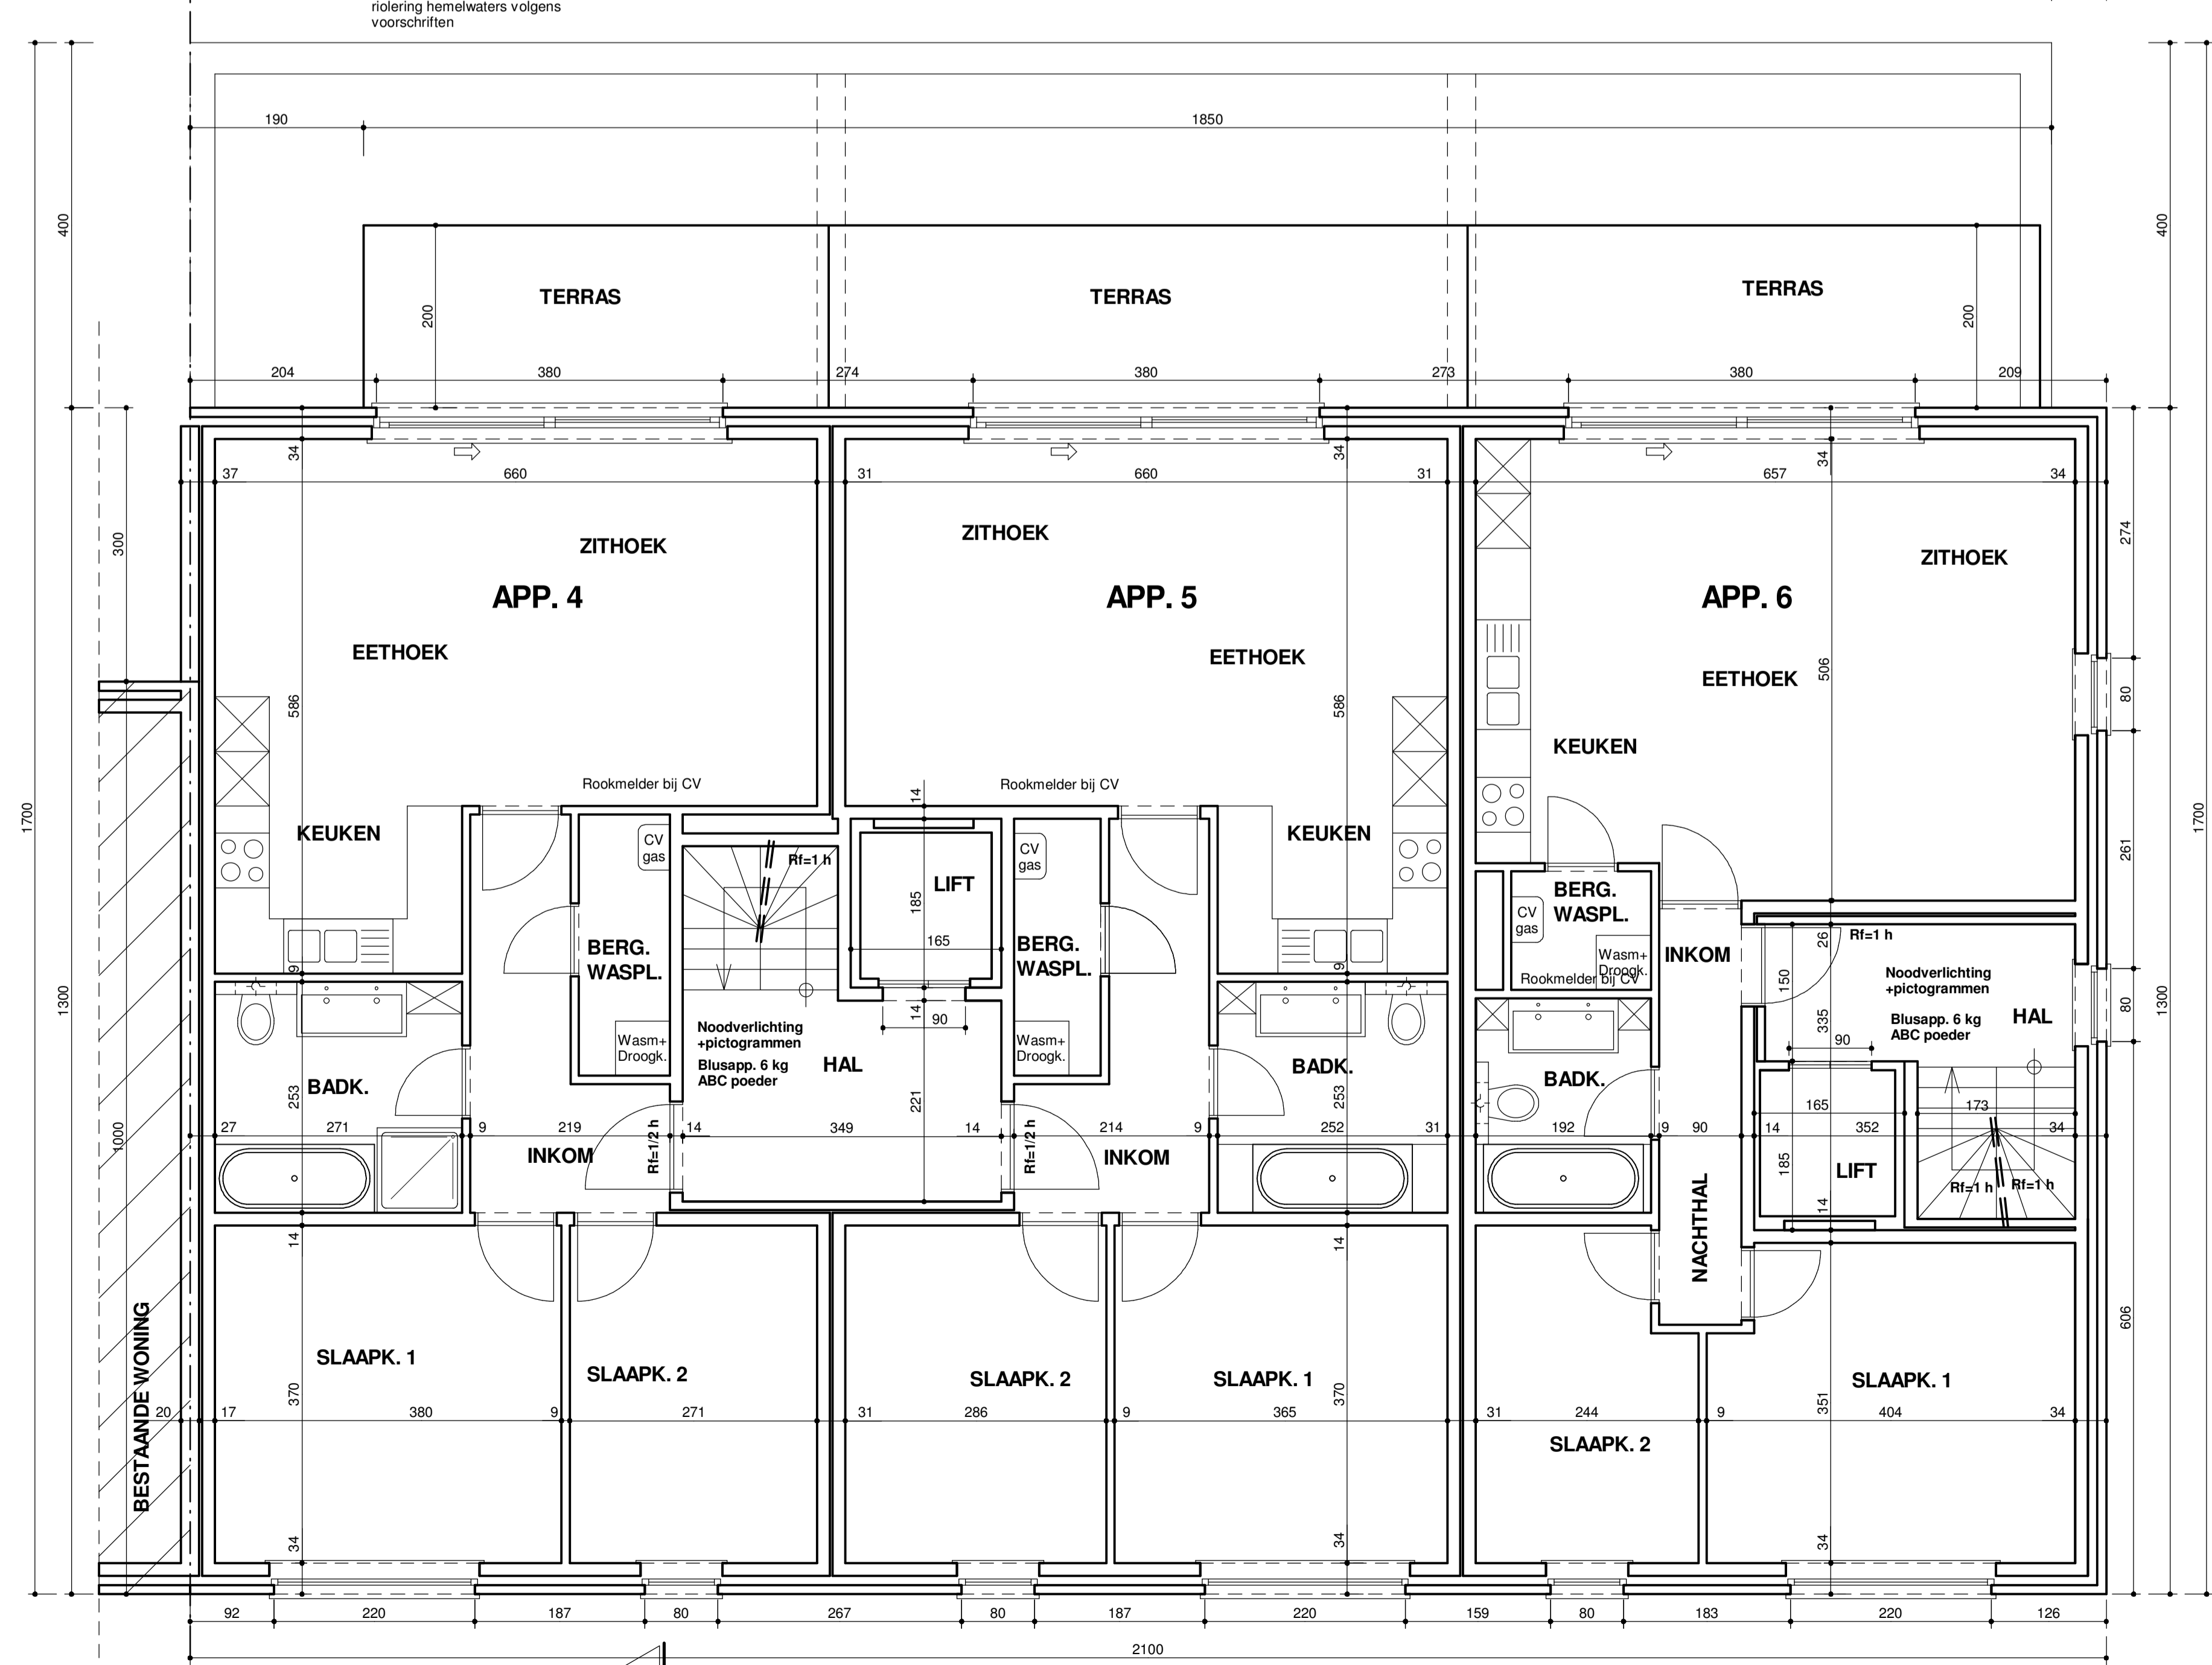 riolering hemelwaters volgens
voorschriften
190
1850
400
400
TERRAS
TERRAS
TERRAS
200
200
204
380
274
380
273
380
209
34
34
34
37
660
31
660
31
657
34
300
274
ZITHOEK
ZITHOEK
ZITHOEK
APP. 4
APP. 5
APP. 6
EETHOEK
EETHOEK
EETHOEK
586
586
506
80
KEUKEN
Rookmelder bij CV
Rookmelder bij CV
14
1700
1700
KEUKEN
KEUKEN
CV
gas
Rf=1 h
CV
gas
261
LIFT
185
165
BERG.
WASPL.
BERG.
WASPL.
BERG.
WASPL.
CV
gas
Wasm+
Droogk.
Rookmelder bij CV
INKOM
26
Rf=1 h
150
335
Noodverlichting
+pictogrammen
Blusapp. 6 kg
ABC poeder
HAL
80
1300
1300
9
9
14
90
Noodverlichting
+pictogrammen
Blusapp. 6 kg
ABC poeder
HAL
Wasm+
Droogk.
Wasm+
Droogk.
90
BADK.
BADK.
BADK.
253
221
253
165
173
1000
27
271
9
219
14
349
14
214
9
252
31
192
9
90
14
352
34
INKOM
Rf=1/2 h
Rf=1/2 h
INKOM
185
LIFT
Rf=1 h
Rf=1 h
14
NACHTHAL
14
14
606
SLAAPK. 1
SLAAPK. 2
SLAAPK. 2
SLAAPK. 1
SLAAPK. 1
370
370
351
BESTAANDE WONING
20
17
380
9
271
31
286
9
365
31
244
9
404
34
SLAAPK. 2
34
34
34
92
220
187
80
267
80
187
220
159
80
183
220
126
2100